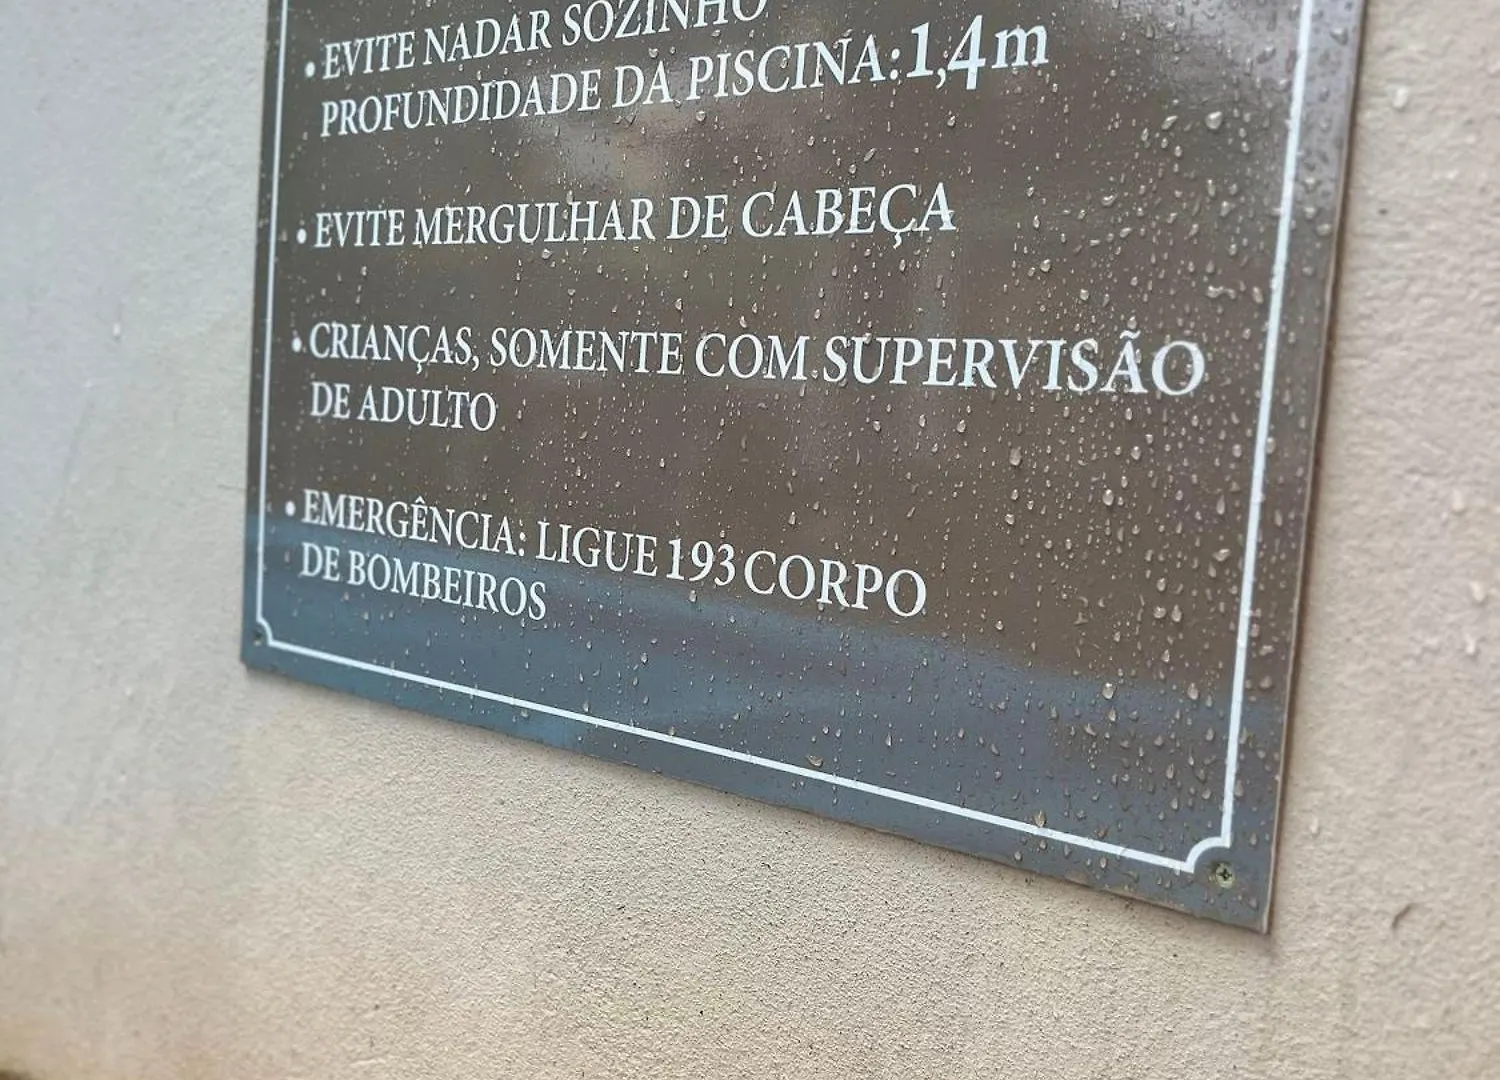 • EVITE NADAR SOZINHO
PROFUNDIDADE DA PISCINA: 1,4m
• EVITE MERGULHAR DE CABEÇA
• CRIANÇAS, SOMENTE COM SUPERVISÃO
DE ADULTO
• EMERGÊNCIA: LIGUE 193 CORPO
DE BOMBEIROS